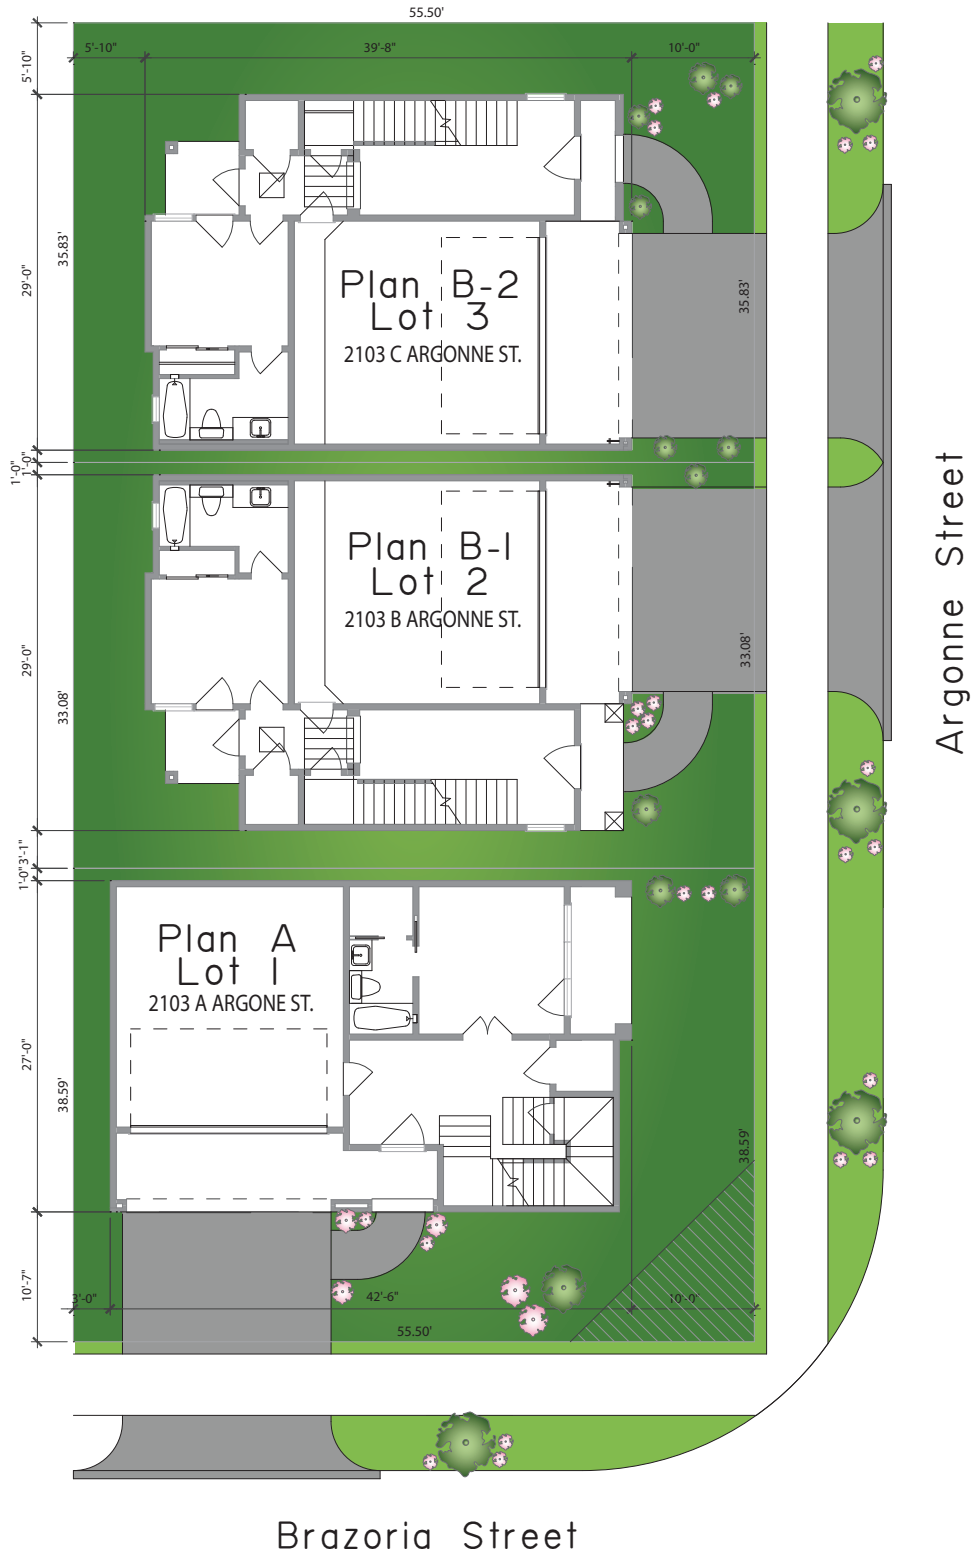 55.50'
5'-10"
39'-8"
10'-0"
5'-10"
35.83'
29'-0"
35.83'
Plan B-2
Lot 3
2103 C ARGONNE ST.
1'-0"
1'-0"
Plan B-1
Lot 2
2103 B ARGONNE ST.
29'-0"
33.08'
33.08'
Argonne Street
3'-1"
1'-0"
Plan A
Lot 1
2103 A ARGONE ST.
27'-0"
38.59'
38.59'
10'-7"
3'-0"
42'-6"
10'-0"
55.50'
Brazoria Street